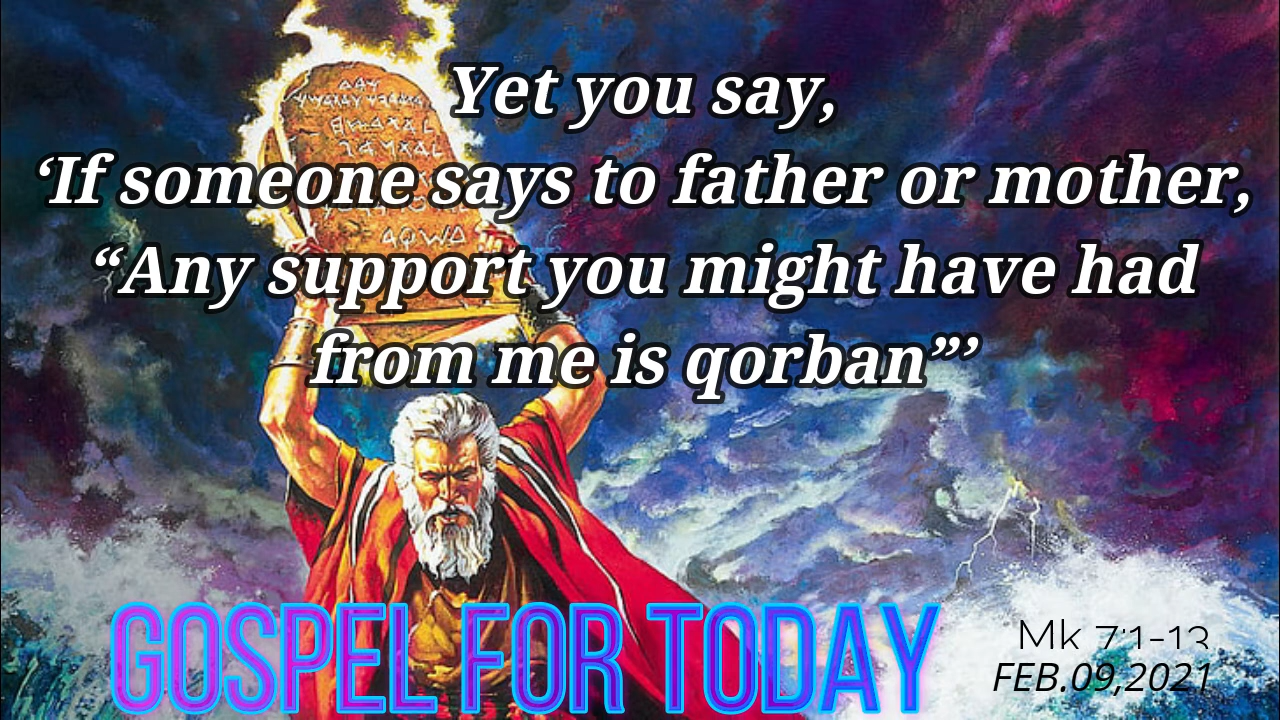 Yet you say,
‘If someone says to father or mother,
“Any support you might have had
from me is qorban”’
GOSPEL FOR TODAY
Mk 7:1-13
FEB.09,2021